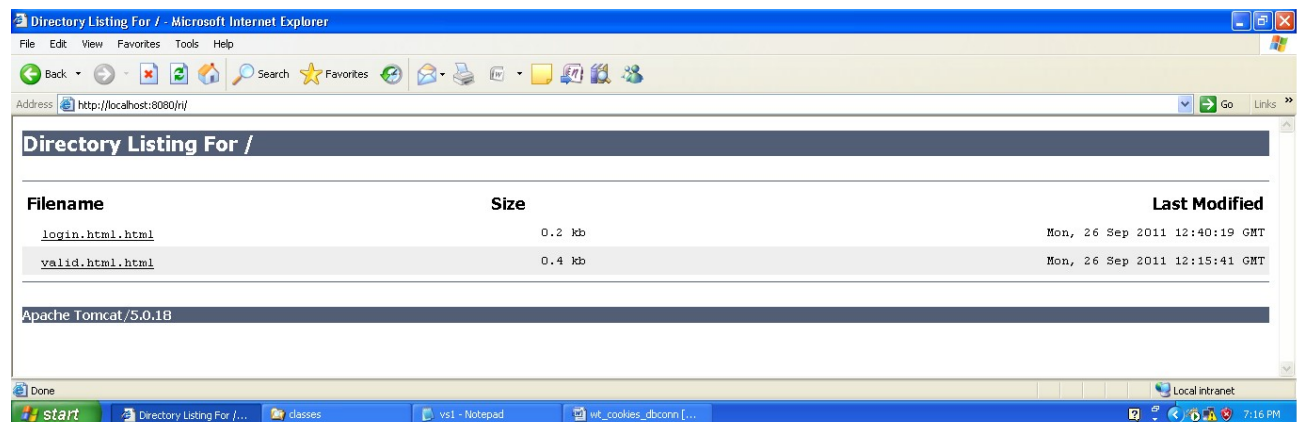 Directory Listing For / - Microsoft Internet Explorer
File Edit View Favorites Tools Help
Back Search Favorites
Address http://localhost:8080/ri/ Go Links »
Directory Listing For /
Filename Size Last Modified
login.html.html 0.2 kb Mon, 26 Sep 2011 12:40:19 GMT
valid.html.html 0.4 kb Mon, 26 Sep 2011 12:15:41 GMT
Apache Tomcat/5.0.18
Done Local intranet
start Directory Listing For /... classes vs1 - Notepad wt_cookies_dbconn [... 7:16 PM